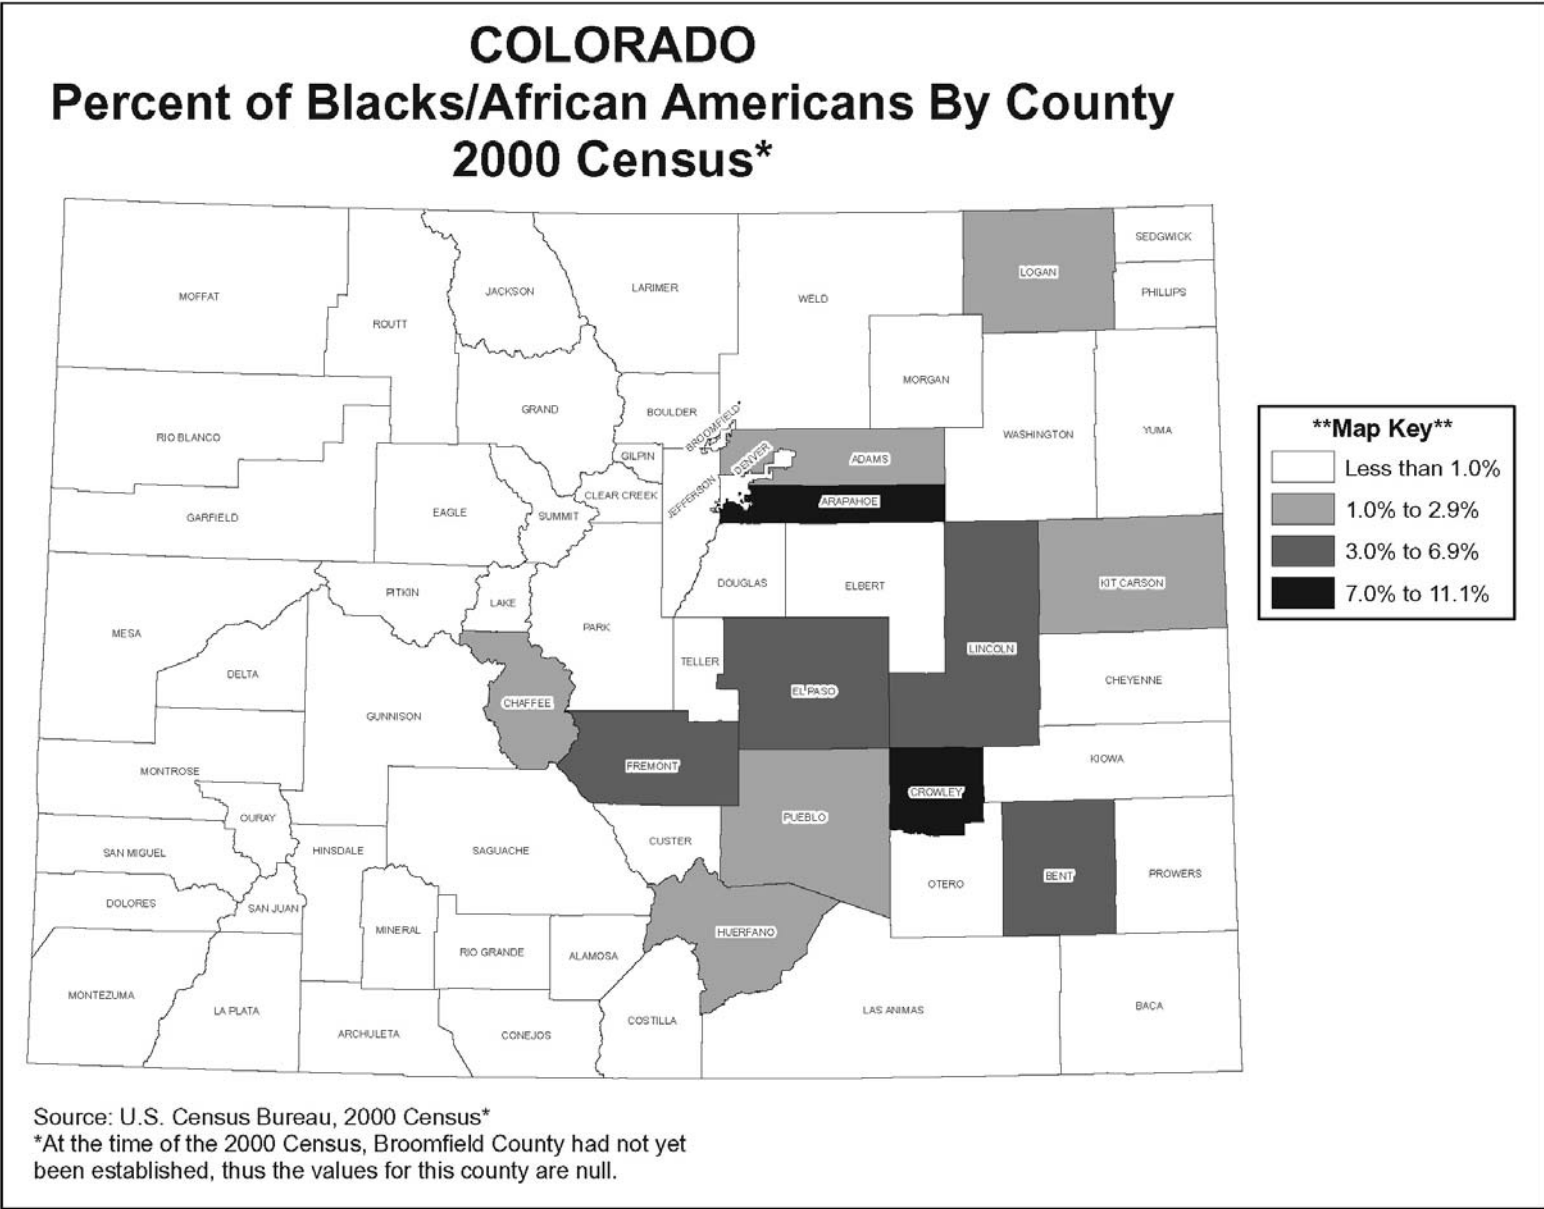 COLORADO
Percent of Blacks/African Americans By County
2000 Census*
SEDGWICK
LOGAN
MOFFAT
JACKSON
LARIMER
WELD
PHILLIPS
ROUTT
MORGAN
GRAND
BOULDER
BROOMFIELD*
RIO BLANCO
WASHINGTON
YUMA
GILPIN
DENVER
ADAMS
CLEAR CREEK
JEFFERSON
ARAPAHOE
GARFIELD
EAGLE
SUMMIT
DOUGLAS
ELBERT
KIT CARSON
PITKIN
LAKE
MESA
PARK
LINCOLN
TELLER
DELTA
CHEYENNE
EL PASO
CHAFFEE
GUNNISON
KIOWA
FREMONT
MONTROSE
CROWLEY
OURAY
PUEBLO
CUSTER
SAN MIGUEL
HINSDALE
SAGUACHE
PROWERS
BENT
OTERO
DOLORES
SAN JUAN
MINERAL
HUERFANO
RIO GRANDE
ALAMOSA
MONTEZUMA
LA PLATA
LAS ANIMAS
BACA
COSTILLA
ARCHULETA
CONEJOS
**Map Key**
Less than 1.0%
1.0% to 2.9%
3.0% to 6.9%
7.0% to 11.1%
Source: U.S. Census Bureau, 2000 Census*
*At the time of the 2000 Census, Broomfield County had not yet
been established, thus the values for this county are null.